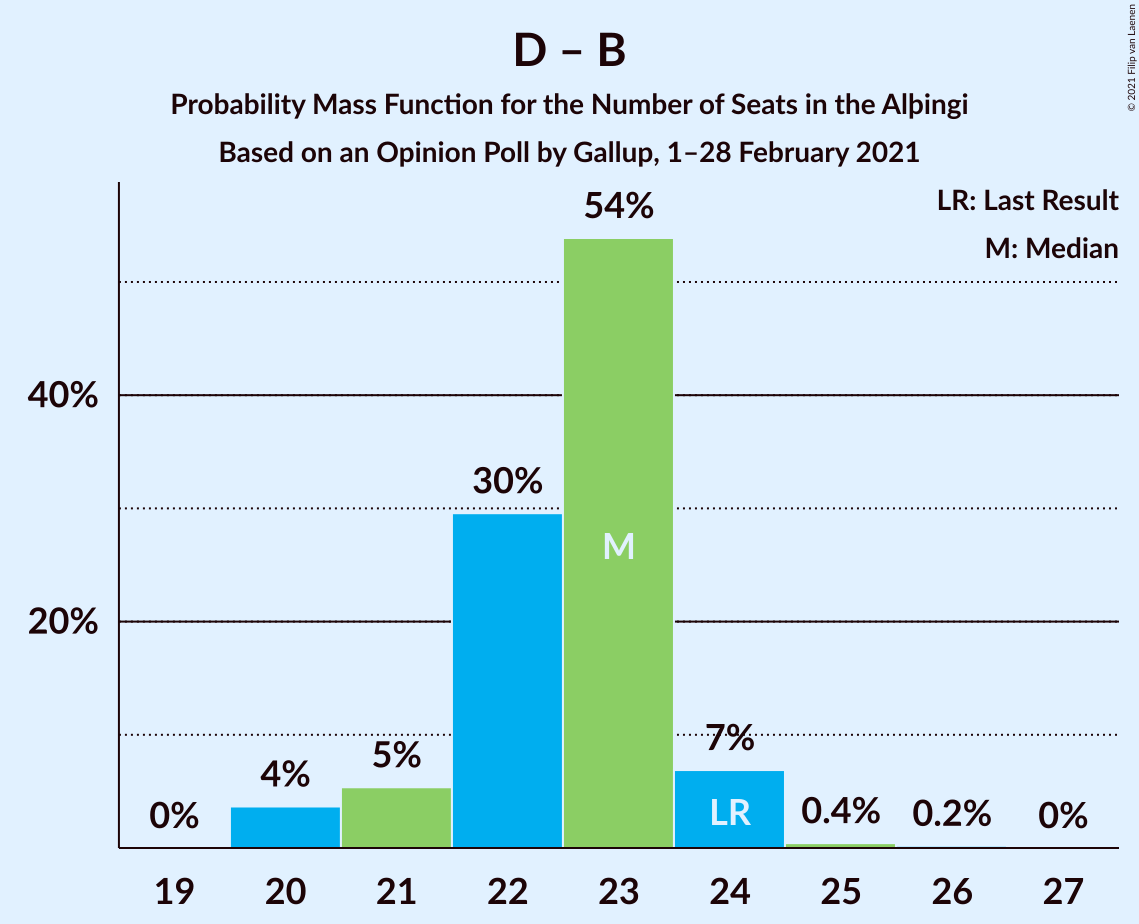 D – B
Probability Mass Function for the Number of Seats in the Alþingi
Based on an Opinion Poll by Gallup, 1–28 February 2021
© 2021 Filip van Laenen
LR: Last Result
M: Median
54%
40%
30%
M
20%
7%
5%
4%
0%
LR
0.4%
0.2%
0%
19 20 21 22 23 24 25 26 27